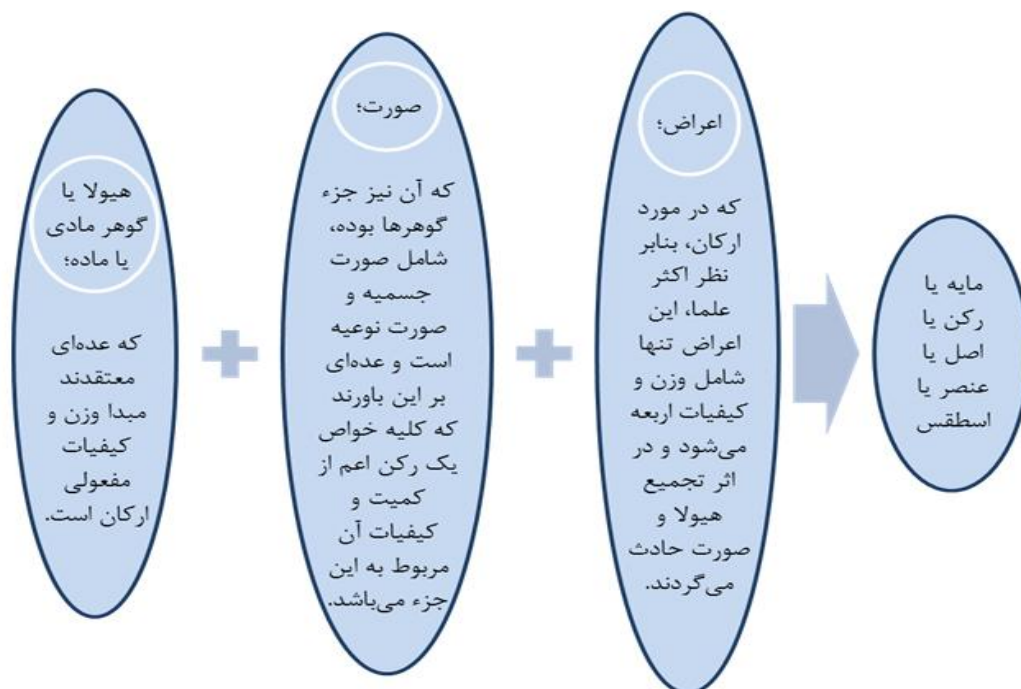 هیولا یا
گوهر مادی
یا ماده؛
که عده‌ای
معتقدند
مبدا وزن و
کیفیات
مفعولی
ارکان است.
صورت؛
که آن نیز جزء
گوهرها بوده،
شامل صورت
جسمیه و
صورت نوعیه
است و عده‌ای
بر این باورند
که کلیه خواص
یک رکن اعم از
کمیت و
کیفیات آن
مربوط به این
جزء می‌باشد.
اعراض؛
که در مورد
ارکان، بنابر
نظر اکثر
علما، این
اعراض تنها
شامل وزن و
کیفیات اربعه
می‌شود و در
اثر تجمیع
هیولا و
صورت حادث
می‌گردند.
مایه یا
رکن یا
اصل یا
عنصر یا
اسطقس